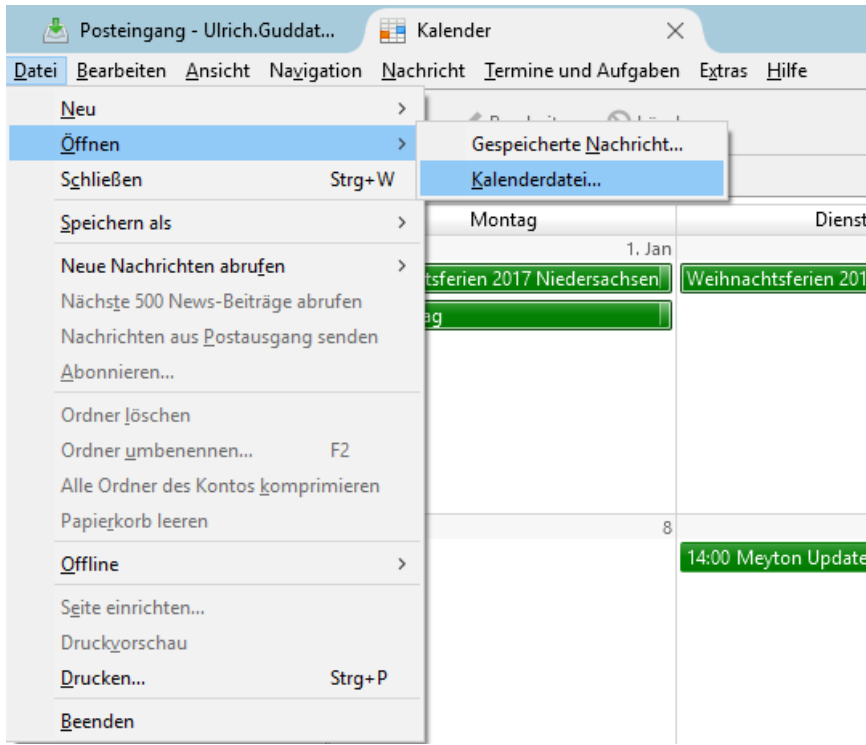 Posteingang - Ulrich.Guddat...
Kalender
Datei Bearbeiten Ansicht Navigation Nachricht Termine und Aufgaben Extras Hilfe
Neu
Öffnen
Gespeicherte Nachricht...
Schließen Strg+W
Kalenderdatei...
Speichern als
Montag Dienst
1. Jan
Neue Nachrichten abrufen
tsferien 2017 Niedersachsen
Weihnachtsferien 201
Nächste 500 News-Beiträge abrufen
ag
Nachrichten aus Postausgang senden
Abonnieren...
Ordner löschen
Ordner umbenennen... F2
Alle Ordner des Kontos komprimieren
Papierkorb leeren
8
Offline
14:00 Meyton Update
Seite einrichten...
Druckvorschau
Drucken... Strg+P
Beenden